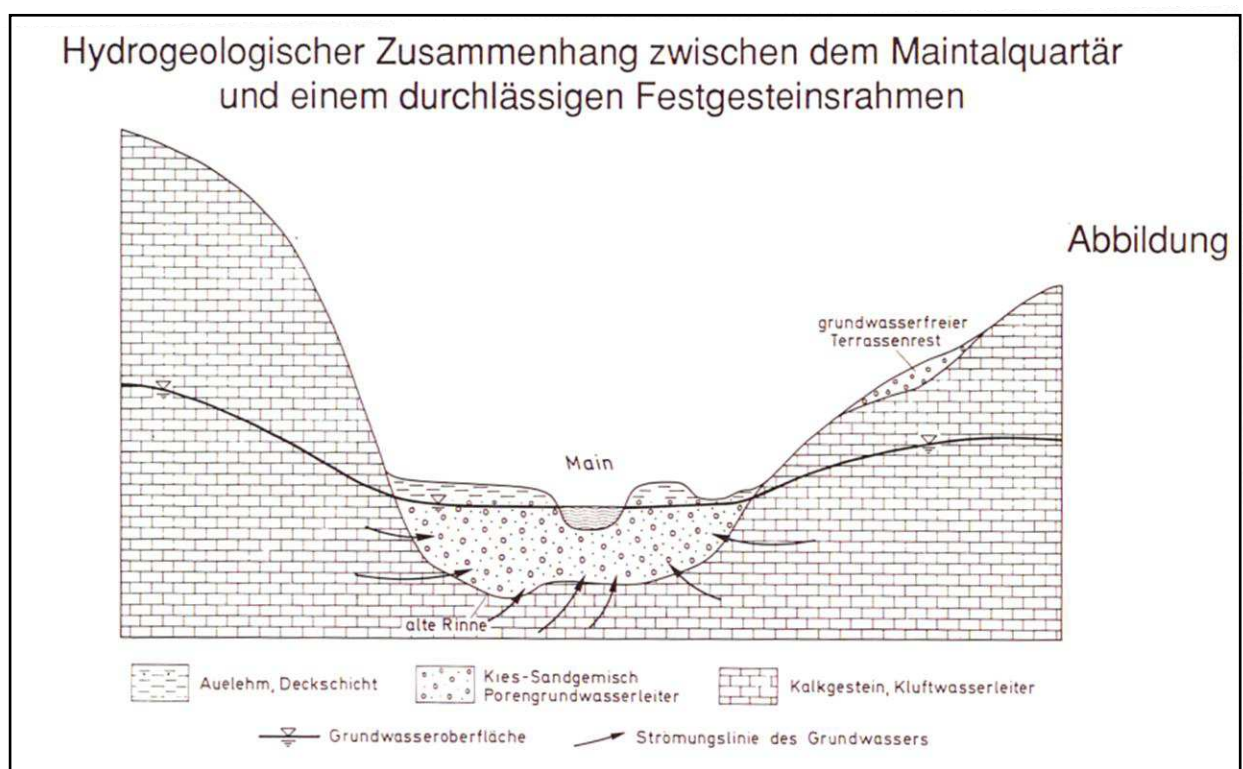 Hydrogeologischer Zusammenhang zwischen dem Maintalquartär
und einem durchlässigen Festgesteinsrahmen
Abbildung
grundwasserfreier
Terrassenrest
Main
alte Rinne
Auelehm, Deckschicht
Kies-Sandgemisch
Porengrundwasserleiter
Kalkgestein, Kluftwasserleiter
Grundwasseroberfläche
Strömungslinie des Grundwassers